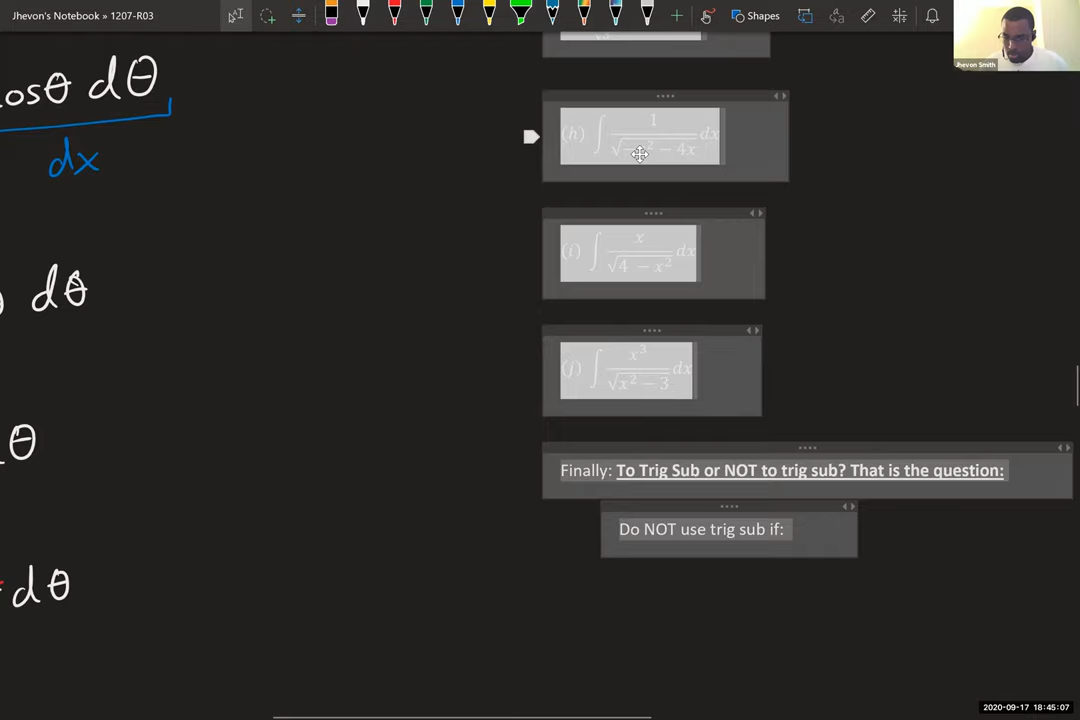 Jhevon's Notebook » 1207-R03
Shapes
Jhevon Smith
cosθ dθ
dx
dθ
θ
dθ
(h) ∫ 1 / √(−x² − 4x) dx
(i) ∫ x / √(4 − x²) dx
(j) ∫ x³ / √(x² − 3) dx
Finally: To Trig Sub or NOT to trig sub? That is the question:
Do NOT use trig sub if:
2020-09-17 18:45:07